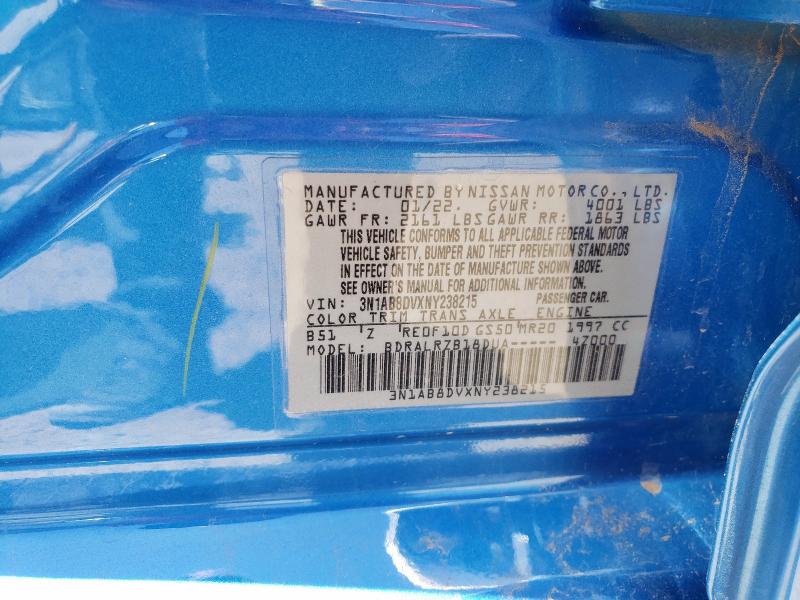 MANUFACTURED BY NISSAN MOTOR CO., LTD.
DATE: 01/22. GVWR: 4001 LBS
GAWR FR: 2161 LBS GAWR RR: 1863 LBS
THIS VEHICLE CONFORMS TO ALL APPLICABLE FEDERAL MOTOR
VEHICLE SAFETY, BUMPER AND THEFT PREVENTION STANDARDS
IN EFFECT ON THE DATE OF MANUFACTURE SHOWN ABOVE.
SEE OWNER'S MANUAL FOR ADDITIONAL INFORMATION.
VIN: 3N1AB8DVXNY238215 PASSENGER CAR.
COLOR TRIM TRANS AXLE ENGINE
B51 Z RE0F10D GS50 MR20 1997 CC
MODEL: BDRALRZB18DUA----- 4Z000
3N1AB8DVXNY238215